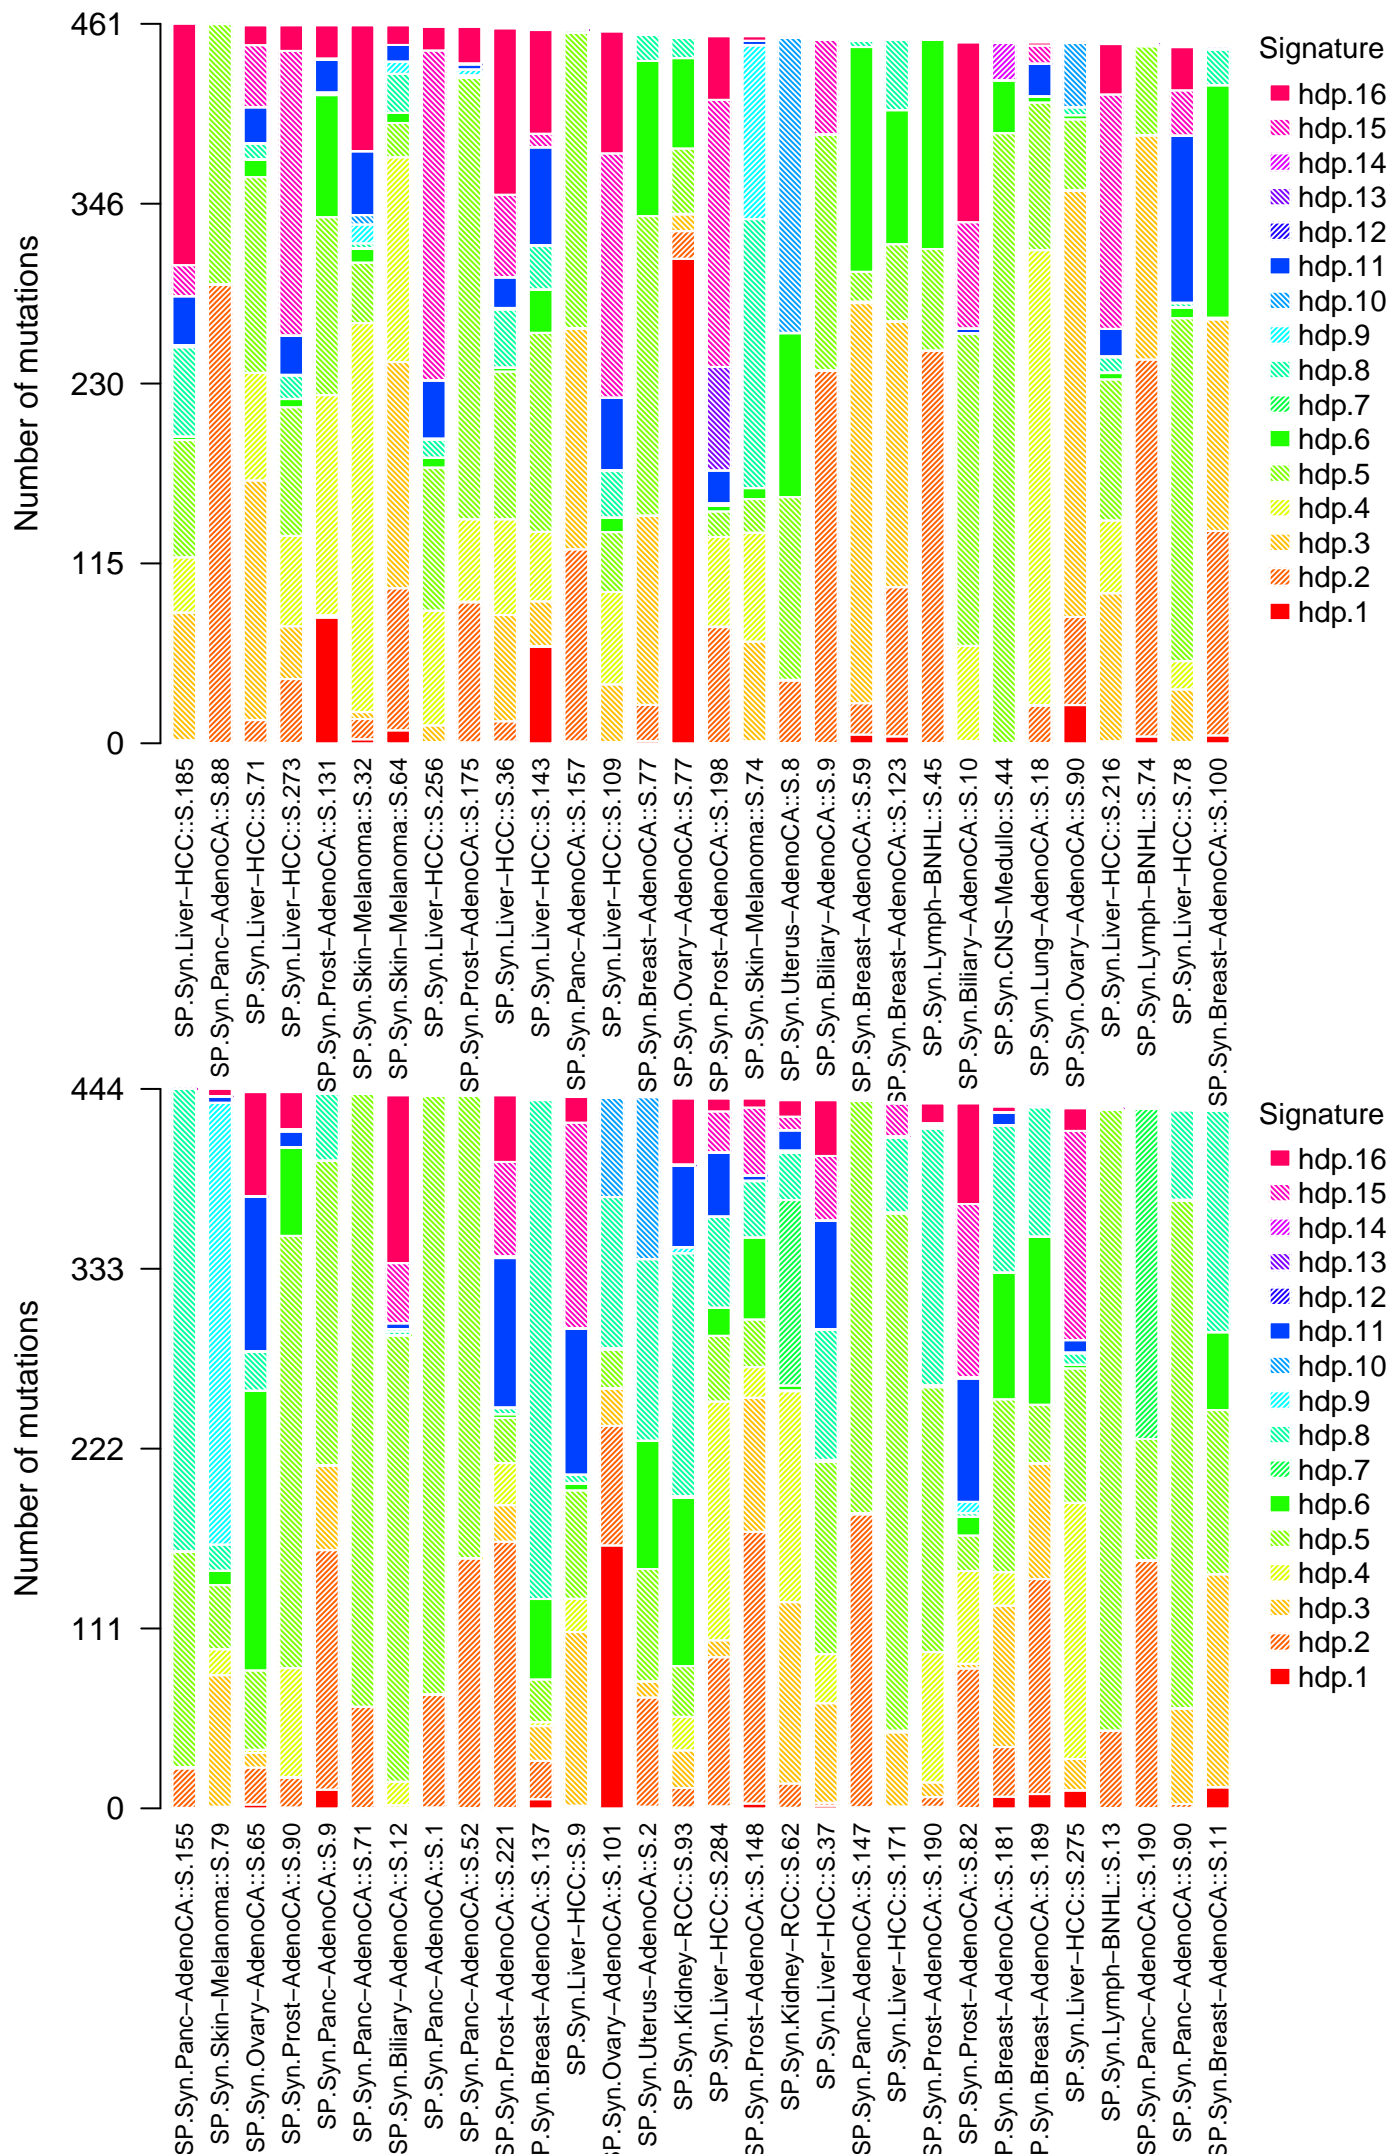 461
346
230
115
0
Number of mutations
Signature
hdp.16
hdp.15
hdp.14
hdp.13
hdp.12
hdp.11
hdp.10
hdp.9
hdp.8
hdp.7
hdp.6
hdp.5
hdp.4
hdp.3
hdp.2
hdp.1
SP.Syn.Liver−HCC::S.185
SP.Syn.Panc−AdenoCA::S.88
SP.Syn.Liver−HCC::S.71
SP.Syn.Liver−HCC::S.273
SP.Syn.Prost−AdenoCA::S.131
SP.Syn.Skin−Melanoma::S.32
SP.Syn.Skin−Melanoma::S.64
SP.Syn.Liver−HCC::S.256
SP.Syn.Prost−AdenoCA::S.175
SP.Syn.Liver−HCC::S.36
SP.Syn.Liver−HCC::S.143
SP.Syn.Panc−AdenoCA::S.157
SP.Syn.Liver−HCC::S.109
SP.Syn.Breast−AdenoCA::S.77
SP.Syn.Ovary−AdenoCA::S.77
SP.Syn.Prost−AdenoCA::S.198
SP.Syn.Skin−Melanoma::S.74
SP.Syn.Uterus−AdenoCA::S.8
SP.Syn.Biliary−AdenoCA::S.9
SP.Syn.Breast−AdenoCA::S.59
SP.Syn.Breast−AdenoCA::S.123
SP.Syn.Lymph−BNHL::S.45
SP.Syn.Biliary−AdenoCA::S.10
SP.Syn.CNS−Medullo::S.44
SP.Syn.Lung−AdenoCA::S.18
SP.Syn.Ovary−AdenoCA::S.90
SP.Syn.Liver−HCC::S.216
SP.Syn.Lymph−BNHL::S.74
SP.Syn.Liver−HCC::S.78
SP.Syn.Breast−AdenoCA::S.100
444
333
222
111
0
Number of mutations
Signature
hdp.16
hdp.15
hdp.14
hdp.13
hdp.12
hdp.11
hdp.10
hdp.9
hdp.8
hdp.7
hdp.6
hdp.5
hdp.4
hdp.3
hdp.2
hdp.1
SP.Syn.Panc−AdenoCA::S.155
SP.Syn.Skin−Melanoma::S.79
SP.Syn.Ovary−AdenoCA::S.65
SP.Syn.Prost−AdenoCA::S.90
SP.Syn.Panc−AdenoCA::S.9
SP.Syn.Panc−AdenoCA::S.71
SP.Syn.Biliary−AdenoCA::S.12
SP.Syn.Panc−AdenoCA::S.1
SP.Syn.Panc−AdenoCA::S.52
SP.Syn.Prost−AdenoCA::S.221
SP.Syn.Breast−AdenoCA::S.137
SP.Syn.Liver−HCC::S.9
SP.Syn.Ovary−AdenoCA::S.101
SP.Syn.Uterus−AdenoCA::S.2
SP.Syn.Kidney−RCC::S.93
SP.Syn.Liver−HCC::S.284
SP.Syn.Prost−AdenoCA::S.148
SP.Syn.Kidney−RCC::S.62
SP.Syn.Liver−HCC::S.37
SP.Syn.Panc−AdenoCA::S.147
SP.Syn.Liver−HCC::S.171
SP.Syn.Prost−AdenoCA::S.190
SP.Syn.Prost−AdenoCA::S.82
SP.Syn.Breast−AdenoCA::S.181
SP.Syn.Breast−AdenoCA::S.189
SP.Syn.Liver−HCC::S.275
SP.Syn.Lymph−BNHL::S.13
SP.Syn.Panc−AdenoCA::S.190
SP.Syn.Panc−AdenoCA::S.90
SP.Syn.Breast−AdenoCA::S.11